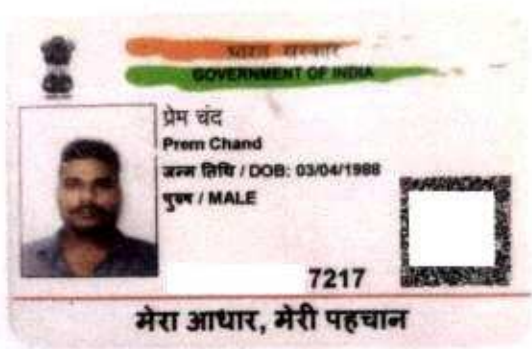 भारत सरकार
GOVERNMENT OF INDIA
प्रेम चंद
Prem Chand
जन्म तिथि / DOB: 03/04/1988
पुरुष / MALE
7217
मेरा आधार, मेरी पहचान